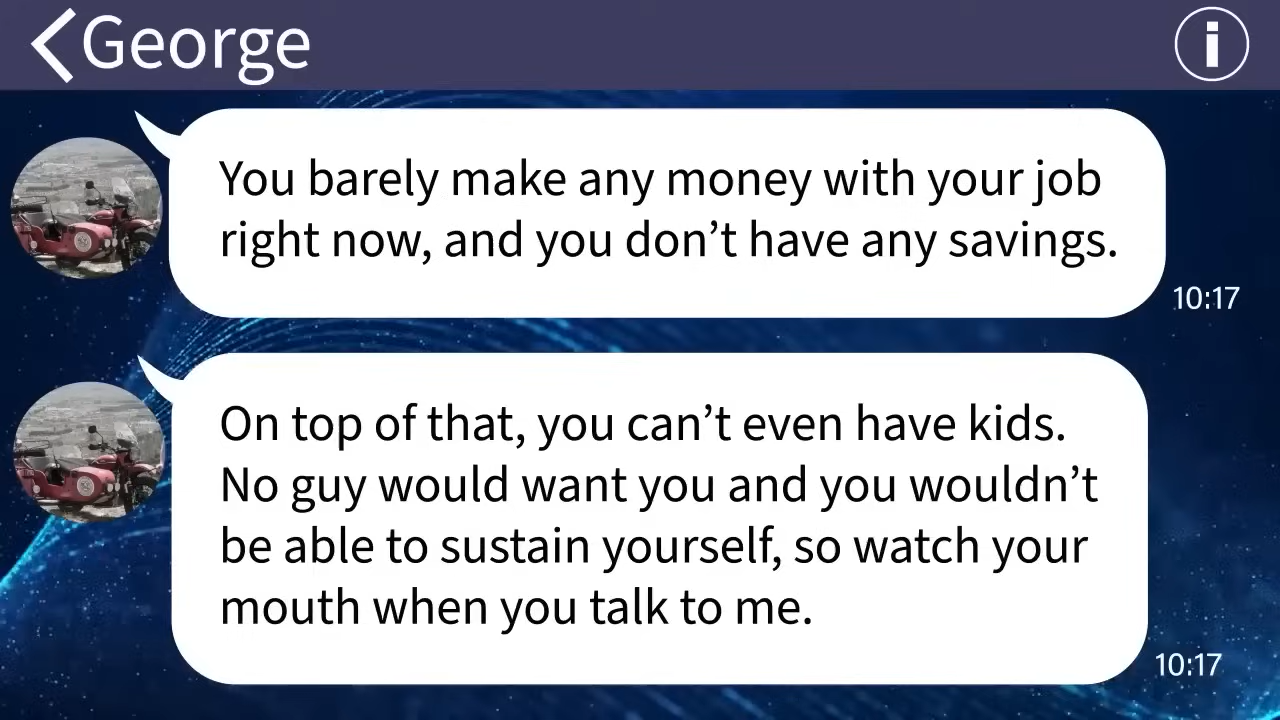 George
You barely make any money with your job
right now, and you don’t have any savings.
10:17
On top of that, you can’t even have kids.
No guy would want you and you wouldn’t
be able to sustain yourself, so watch your
mouth when you talk to me.
10:17